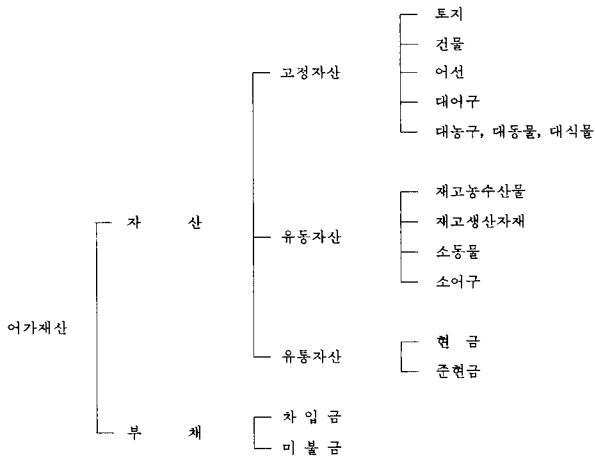 토지
건물
고정자산
어선
대어구
대농구, 대동물, 대식물
재고농수산물
자 산
재고생산자재
유동자산
소동물
소어구
어가재산
현 금
유통자산
준현금
차입금
부 채
미불금